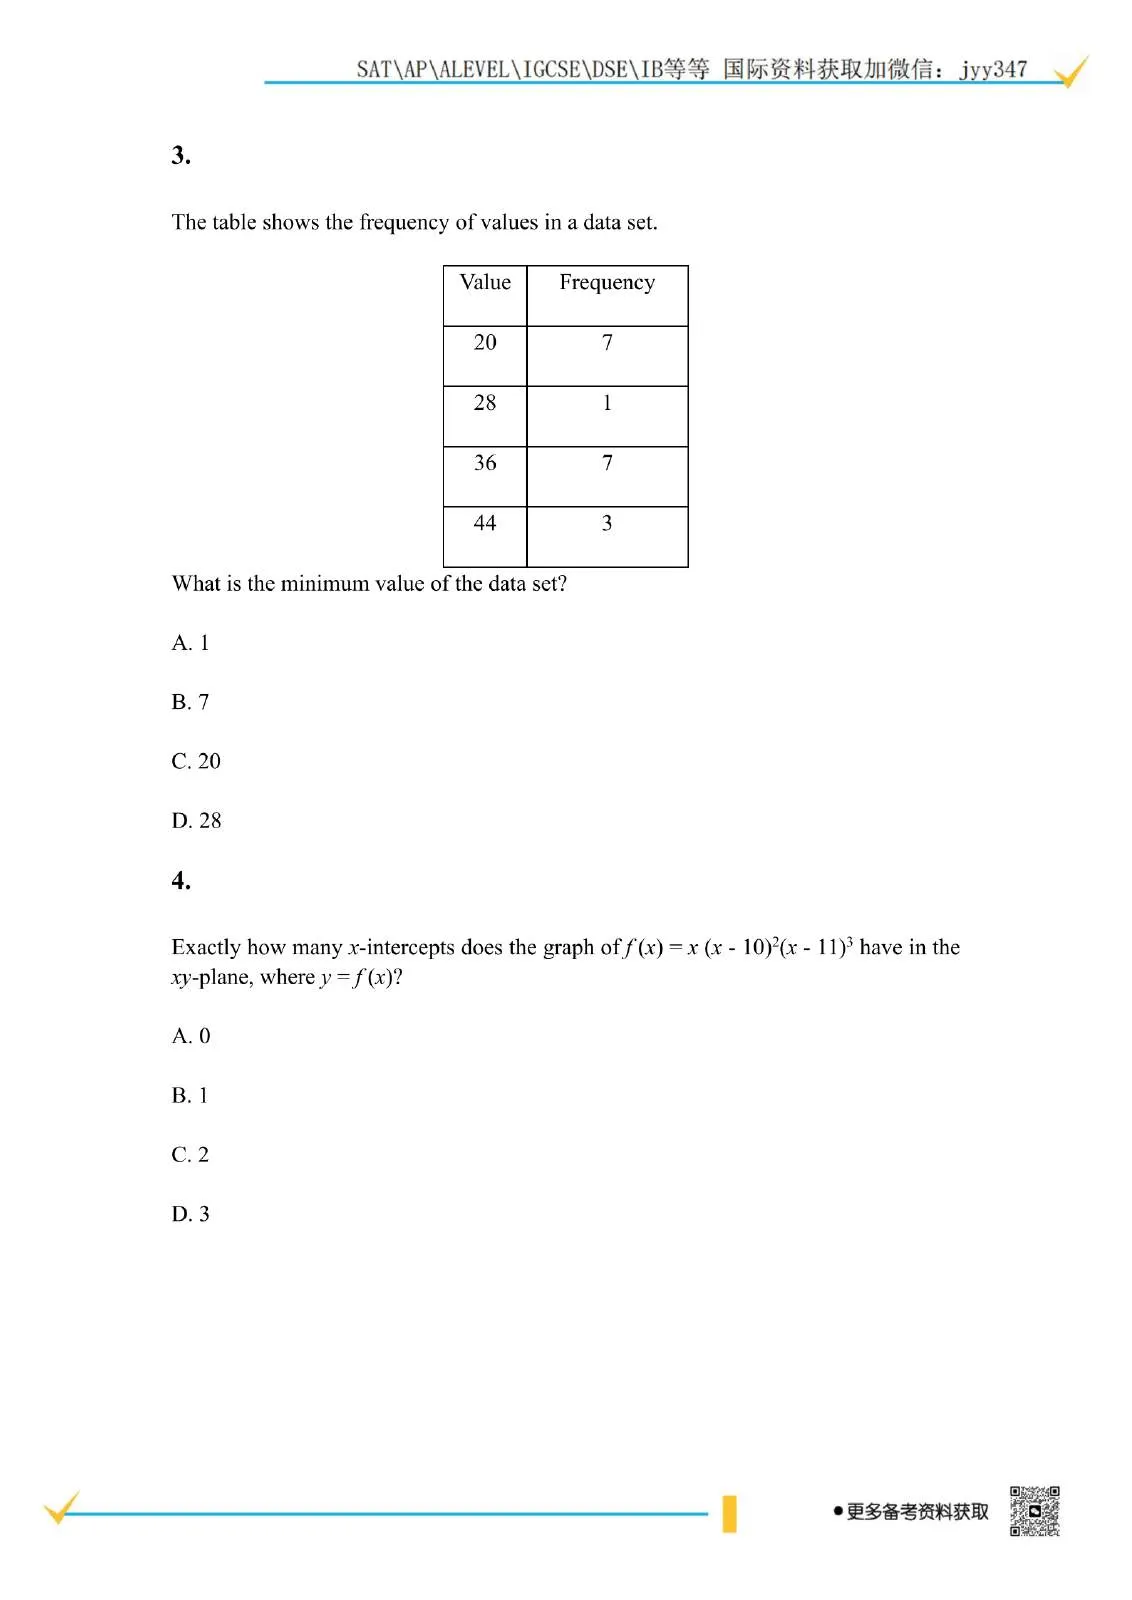 SAT\AP\ALEVEL\IGCSE\DSE\IB等等 国际资料获取加微信：jyy347
3.
The table shows the frequency of values in a data set.
Value Frequency
20 7
28 1
36 7
44 3
What is the minimum value of the data set?
A. 1
B. 7
C. 20
D. 28
4.
Exactly how many x-intercepts does the graph of f (x) = x (x - 10)²(x - 11)³ have in the
xy-plane, where y = f (x)?
A. 0
B. 1
C. 2
D. 3
●更多备考资料获取